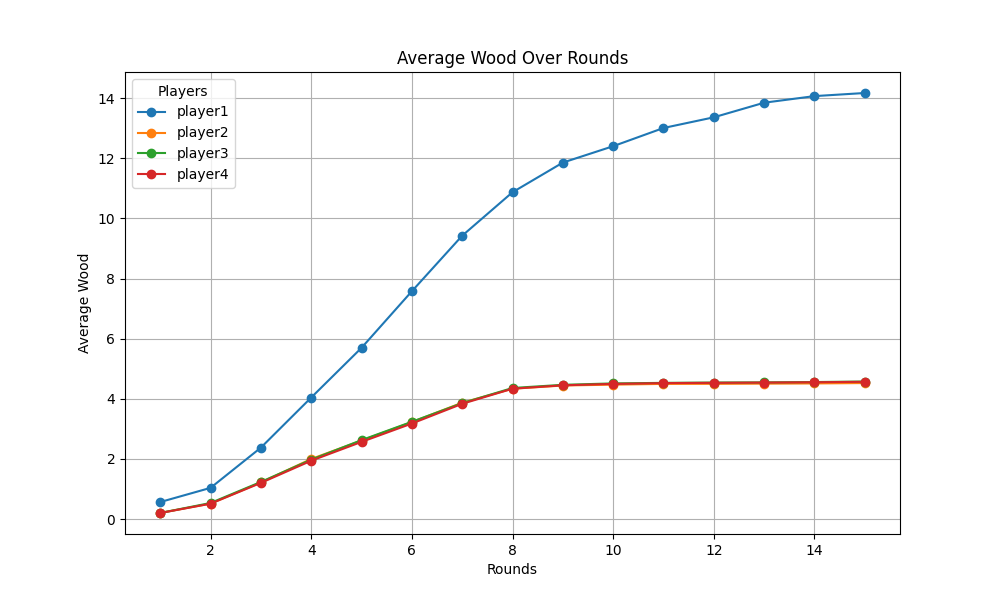 Average Wood Over Rounds
Players
player1
player2
player3
player4
14
12
10
8
6
4
2
0
Average Wood
2 4 6 8 10 12 14
Rounds